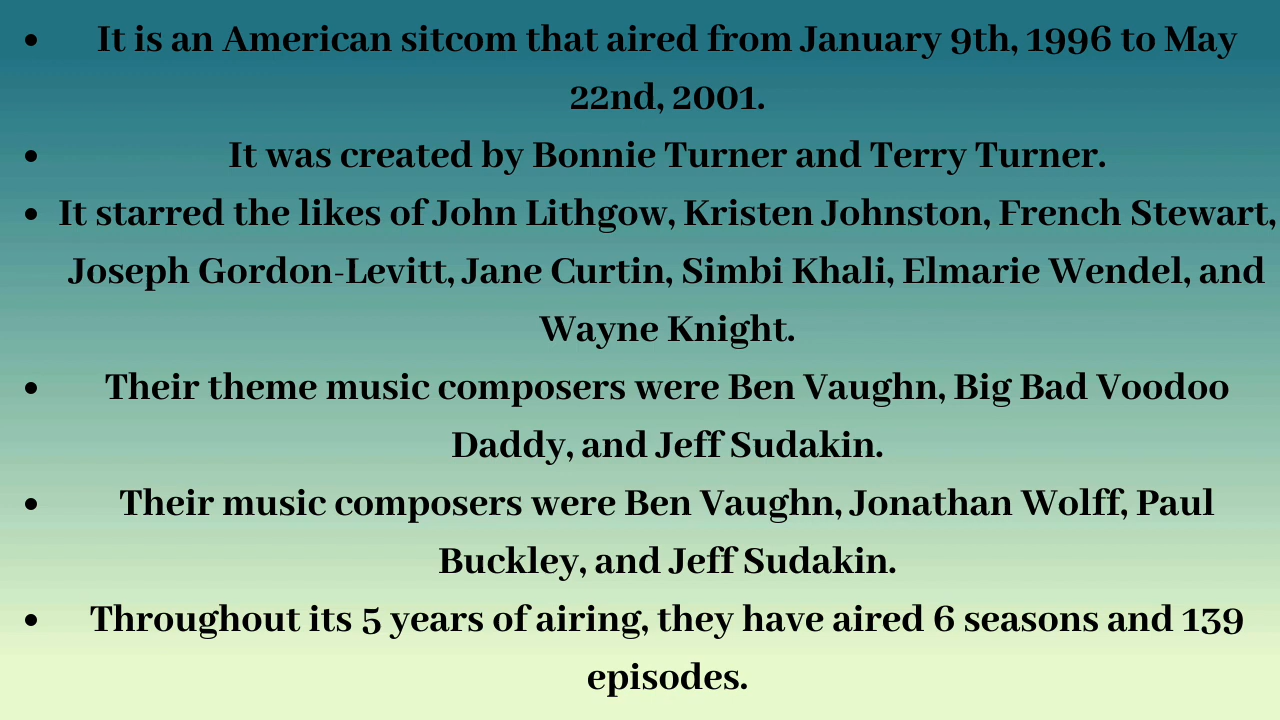 • It is an American sitcom that aired from January 9th, 1996 to May
22nd, 2001.
• It was created by Bonnie Turner and Terry Turner.
• It starred the likes of John Lithgow, Kristen Johnston, French Stewart,
Joseph Gordon-Levitt, Jane Curtin, Simbi Khali, Elmarie Wendel, and
Wayne Knight.
• Their theme music composers were Ben Vaughn, Big Bad Voodoo
Daddy, and Jeff Sudakin.
• Their music composers were Ben Vaughn, Jonathan Wolff, Paul
Buckley, and Jeff Sudakin.
• Throughout its 5 years of airing, they have aired 6 seasons and 139
episodes.